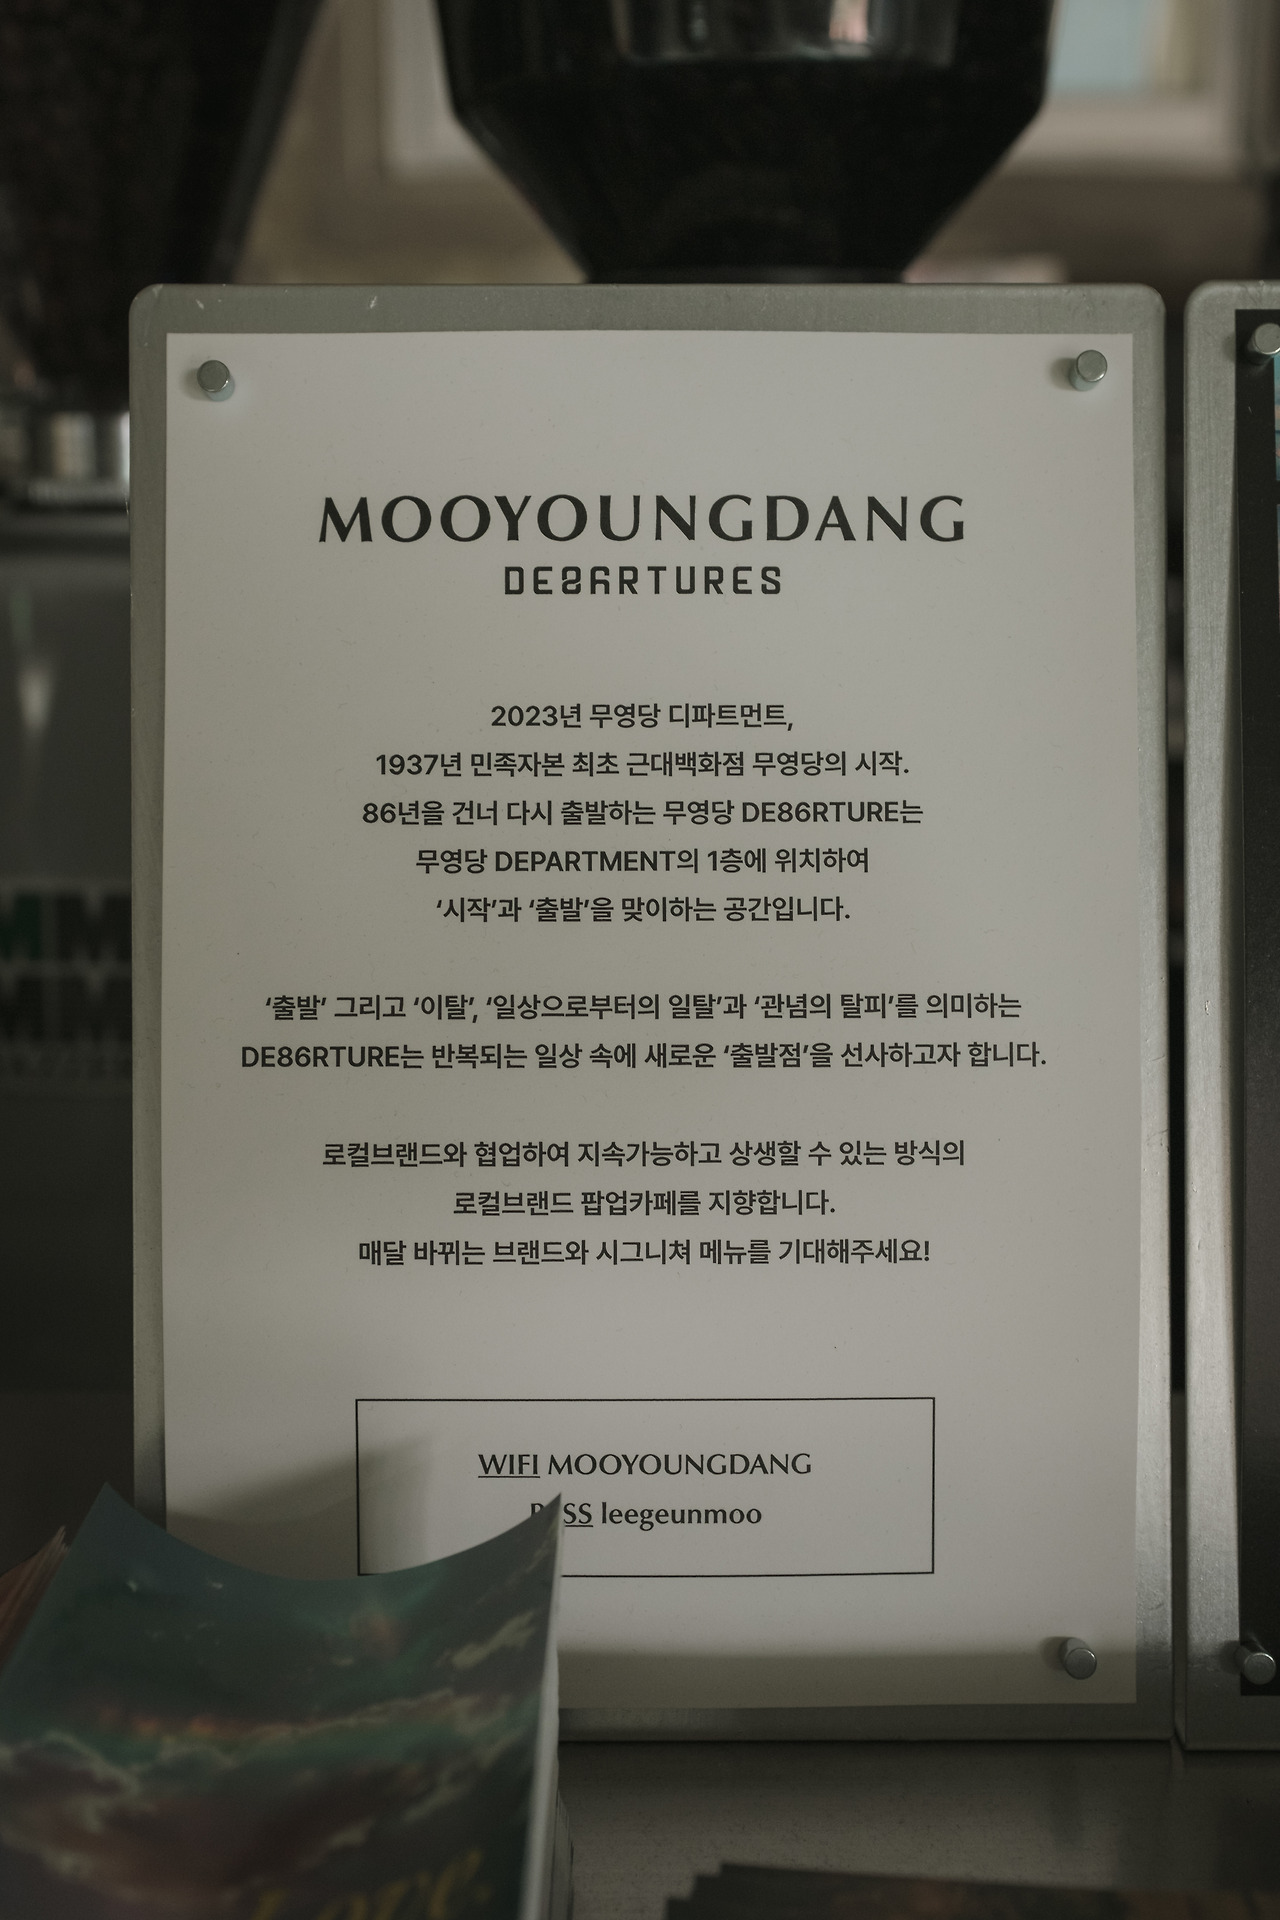 MOOYOUNGDANG
DE86RTURES
2023년 무영당 디파트먼트,
1937년 민족자본 최초 근대백화점 무영당의 시작.
86년을 건너 다시 출발하는 무영당 DE86RTURE는
무영당 DEPARTMENT의 1층에 위치하여
‘시작’과 ‘출발’을 맞이하는 공간입니다.
‘출발’ 그리고 ‘이탈’, ‘일상으로부터의 일탈’과 ‘관념의 탈피’를 의미하는
DE86RTURE는 반복되는 일상 속에 새로운 ‘출발점’을 선사하고자 합니다.
로컬브랜드와 협업하여 지속가능하고 상생할 수 있는 방식의
로컬브랜드 팝업카페를 지향합니다.
매달 바뀌는 브랜드와 시그니쳐 메뉴를 기대해주세요!
WIFI MOOYOUNGDANG
PASS leegeunmoo
Love.